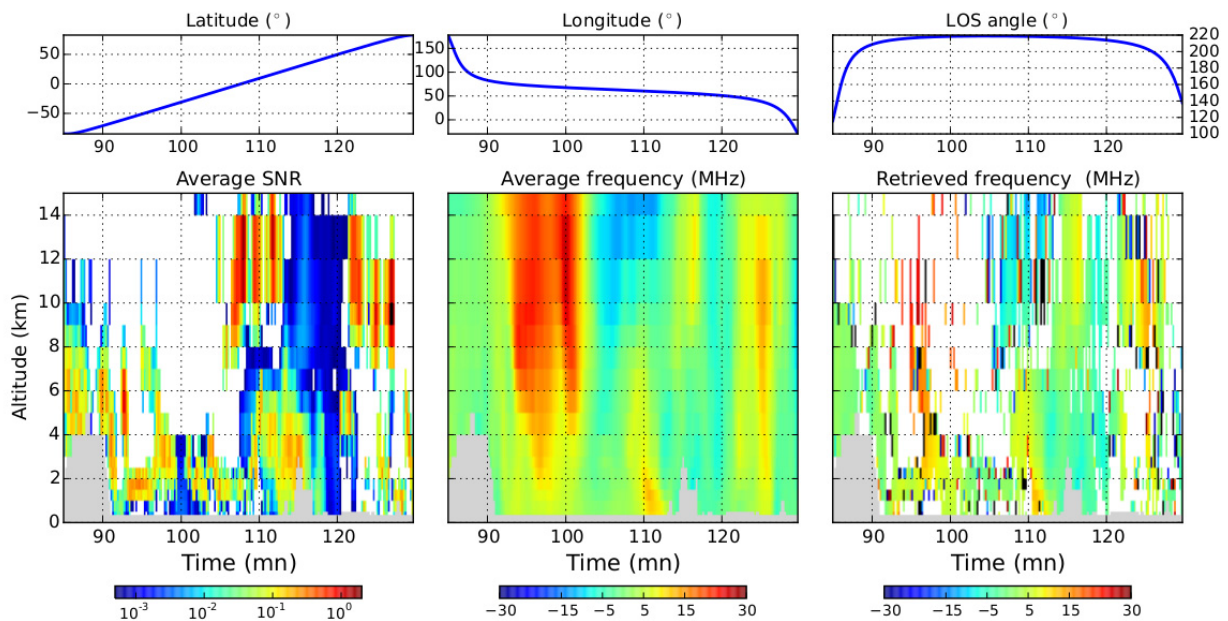 Latitude (°) Longitude (°) LOS angle (°)
50 0 −50
150 100 50 0
220 200 180 160 140 120 100
90 100 110 120 90 100 110 120 90 100 110 120
Average SNR Average frequency (MHz) Retrieved frequency (MHz)
Altitude (km)
14
12
10
8
6
4
2
0
90 100 110 120 90 100 110 120 90 100 110 120
Time (mn) Time (mn) Time (mn)
10⁻³ 10⁻² 10⁻¹ 10⁰ −30 −15 −5 5 15 30 −30 −15 −5 5 15 30